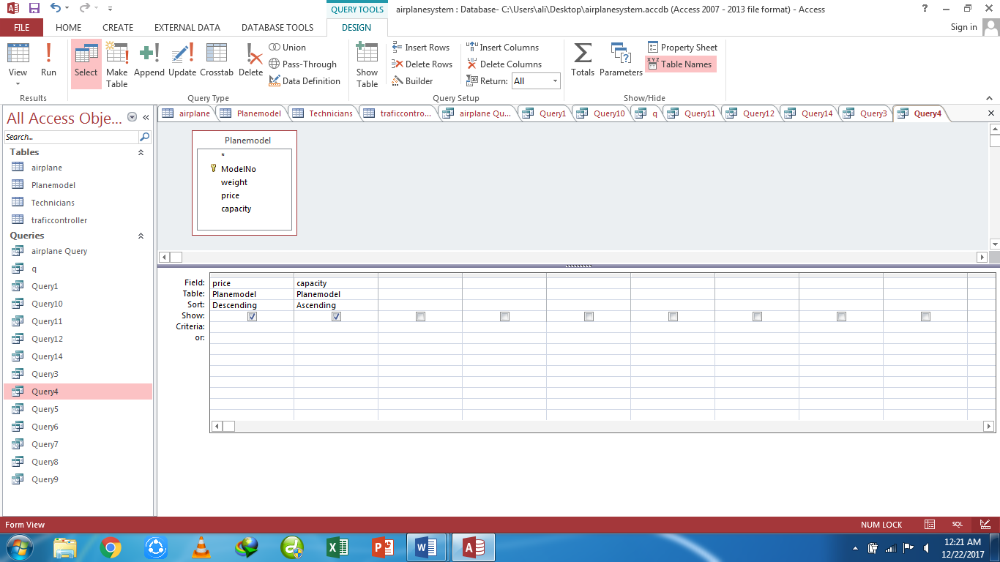 QUERY TOOLS
airplanesystem : Database- C:\Users\ali\Desktop\airplanesystem.accdb (Access 2007 - 2013 file format) - Access
?
FILE HOME CREATE EXTERNAL DATA DATABASE TOOLS DESIGN Sign in
View Run Select Make Table Append Update Crosstab Delete
Union
Pass-Through
Data Definition
Show Table
Insert Rows
Delete Rows
Builder
Insert Columns
Delete Columns
Return: All
Totals Parameters
Property Sheet
XYZ Table Names
Results Query Type Query Setup Show/Hide
All Access Obje...
Search...
Tables
airplane
Planemodel
Technicians
traficcontroller
Queries
airplane Query
q
Query1
Query10
Query11
Query12
Query14
Query3
Query4
Query5
Query6
Query7
Query8
Query9
airplane Planemodel Technicians traficcontro... airplane Qu... Query1 Query10 q Query11 Query12 Query14 Query3 Query4
Planemodel
*
ModelNo
weight
price
capacity
Field: price capacity
Table: Planemodel Planemodel
Sort: Descending Ascending
Show:
Criteria:
or:
Form View NUM LOCK SQL
12:21 AM
12/22/2017